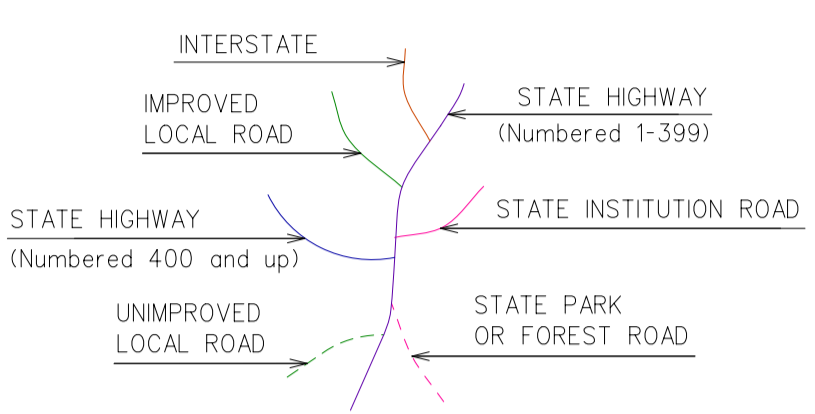 INTERSTATE
IMPROVED
LOCAL ROAD
STATE HIGHWAY
(Numbered 1-399)
STATE HIGHWAY
(Numbered 400 and up)
STATE INSTITUTION ROAD
UNIMPROVED
LOCAL ROAD
STATE PARK
OR FOREST ROAD